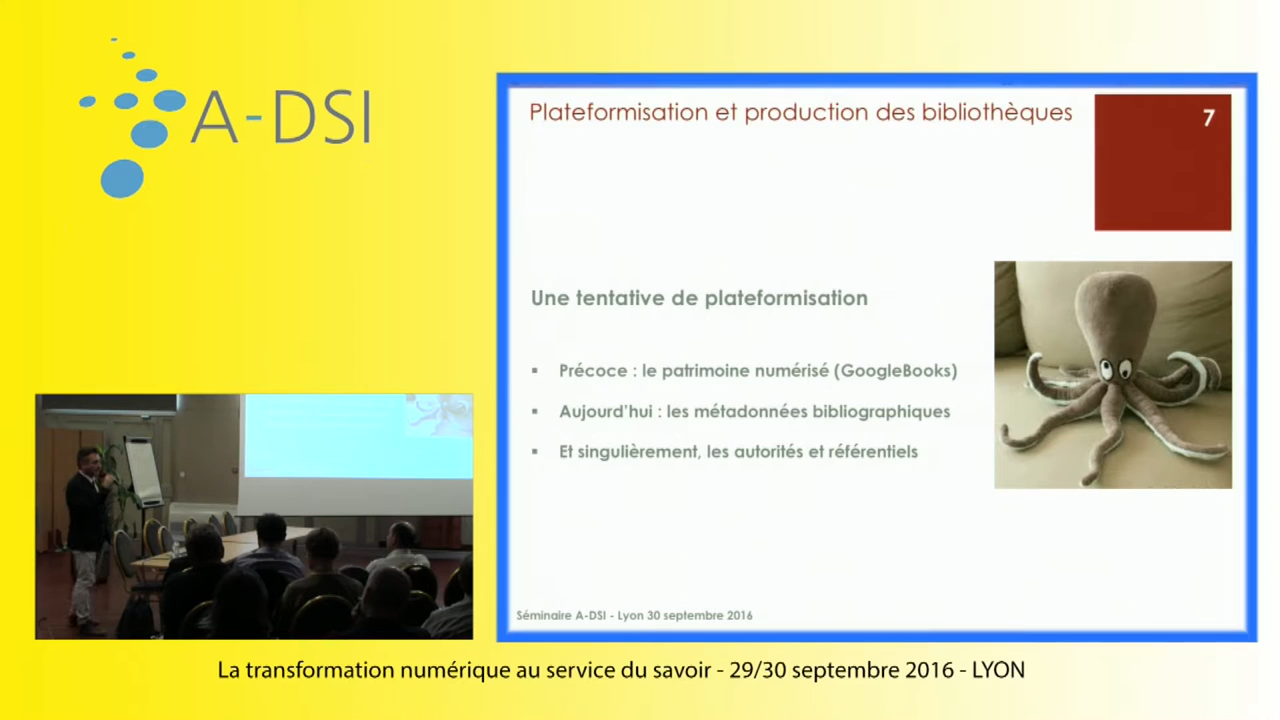 A-DSI
Plateformisation et production des bibliothèques
7
Une tentative de plateformisation
▪ Précoce : le patrimoine numérisé (GoogleBooks)
▪ Aujourd'hui : les métadonnées bibliographiques
▪ Et singulièrement, les autorités et référentiels
Séminaire A-DSI - Lyon 30 septembre 2016
La transformation numérique au service du savoir - 29/30 septembre 2016 - LYON